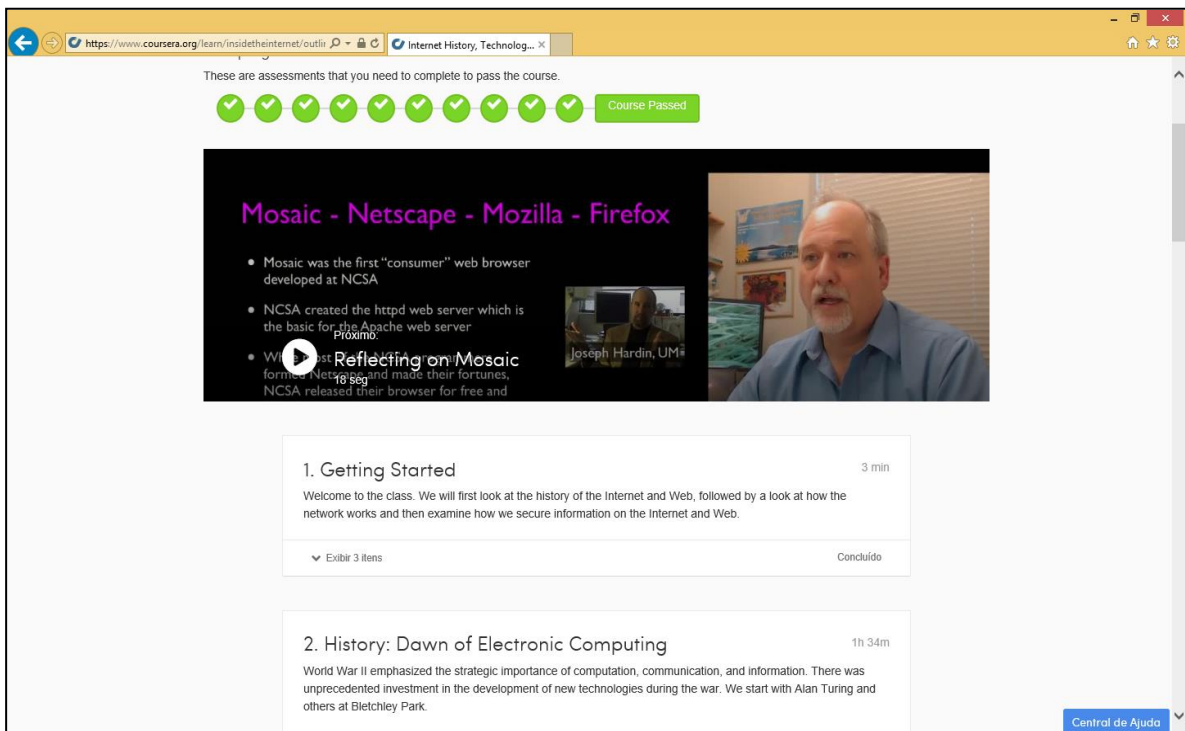 https://www.coursera.org/learn/insidetheinternet/outlin
Internet History, Technolog...
These are assessments that you need to complete to pass the course.
Course Passed
Mosaic - Netscape - Mozilla - Firefox
Mosaic was the first "consumer" web browser
developed at NCSA
NCSA created the httpd web server which is
the basic for the Apache web server
Próximo:
Reflecting on Mosaic
18 seg
formed Netscape and made their fortunes,
NCSA released their browser for free and
Joseph Hardin, UM
1. Getting Started
3 min
Welcome to the class. We will first look at the history of the Internet and Web, followed by a look at how the
network works and then examine how we secure information on the Internet and Web.
Exibir 3 itens
Concluído
2. History: Dawn of Electronic Computing
1h 34m
World War II emphasized the strategic importance of computation, communication, and information. There was
unprecedented investment in the development of new technologies during the war. We start with Alan Turing and
others at Bletchley Park.
Central de Ajuda